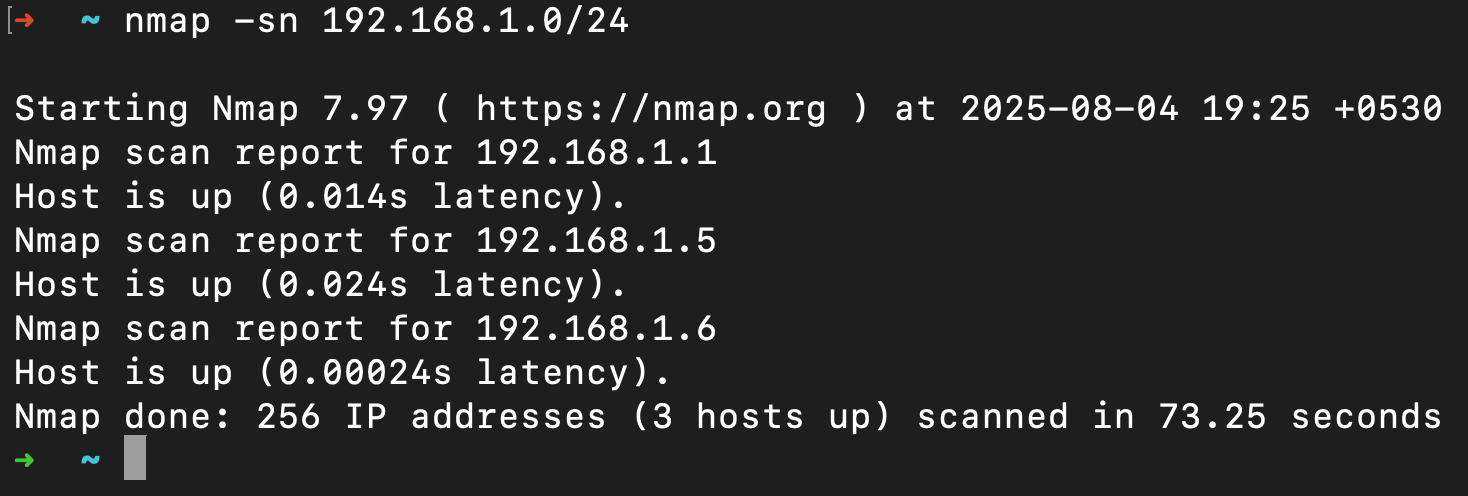 [➜ ~ nmap -sn 192.168.1.0/24
Starting Nmap 7.97 ( https://nmap.org ) at 2025-08-04 19:25 +0530
Nmap scan report for 192.168.1.1
Host is up (0.014s latency).
Nmap scan report for 192.168.1.5
Host is up (0.024s latency).
Nmap scan report for 192.168.1.6
Host is up (0.00024s latency).
Nmap done: 256 IP addresses (3 hosts up) scanned in 73.25 seconds
➜ ~